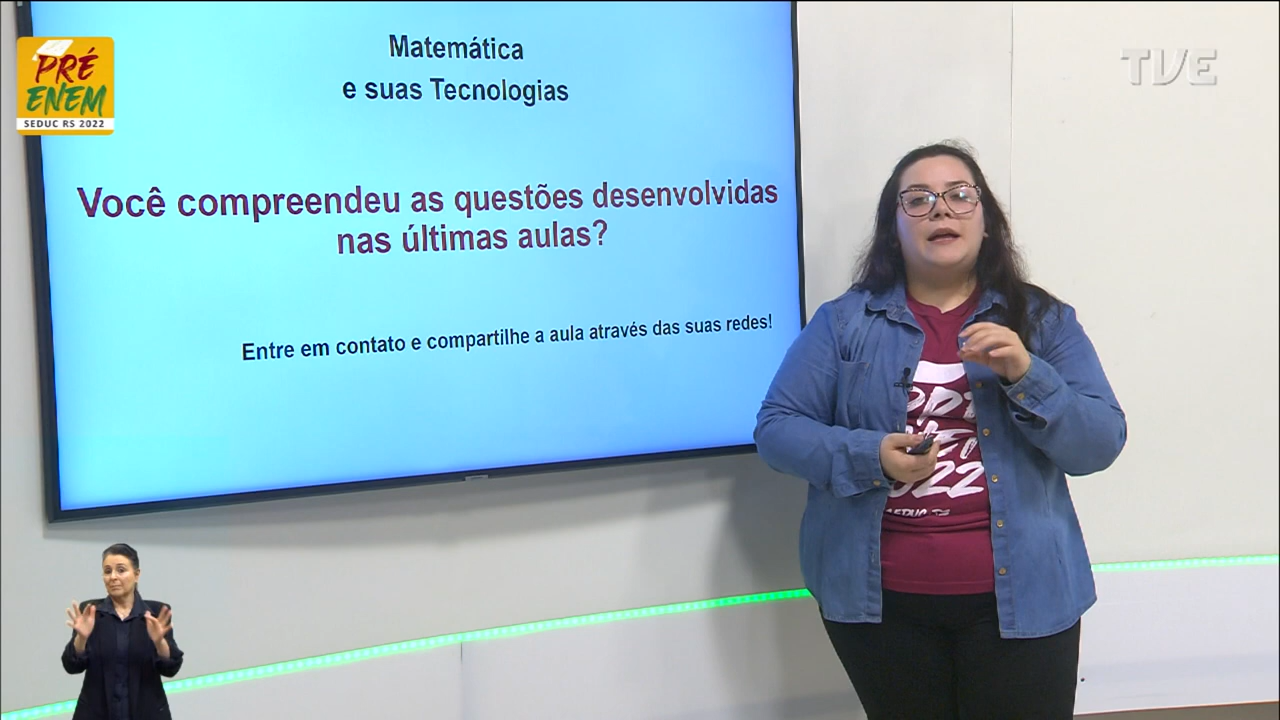 PRÉ
ENEM
SEDUC RS 2022
TVE
Matemática
e suas Tecnologias
Você compreendeu as questões desenvolvidas
nas últimas aulas?
Entre em contato e compartilhe a aula através das suas redes!
2022